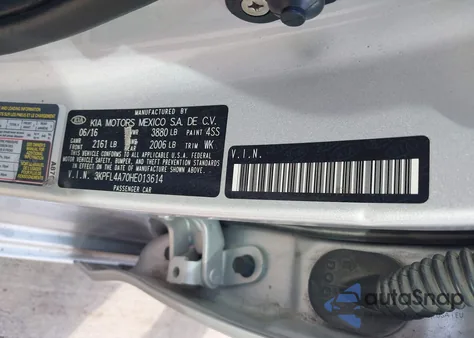 MANUFACTURED BY
KIA KIA MOTORS MEXICO S.A. DE C.V.
06/16 3880 LB PAINT 4SS
GAWR
FRONT 2161 LB 2006 LB TRIM WK
THIS VEHICLE CONFORMS TO ALL APPLICABLE U.S.A. FEDERAL
MOTOR VEHICLE SAFETY, BUMPER, AND THEFT PREVENTION STANDARDS
IN EFFECT ON THE DATE OF MANUFACTURE SHOWN ABOVE.
V.I.N. 3KPFL4A70HE013614
PASSENGER CAR
V.I.N.
autoSnap